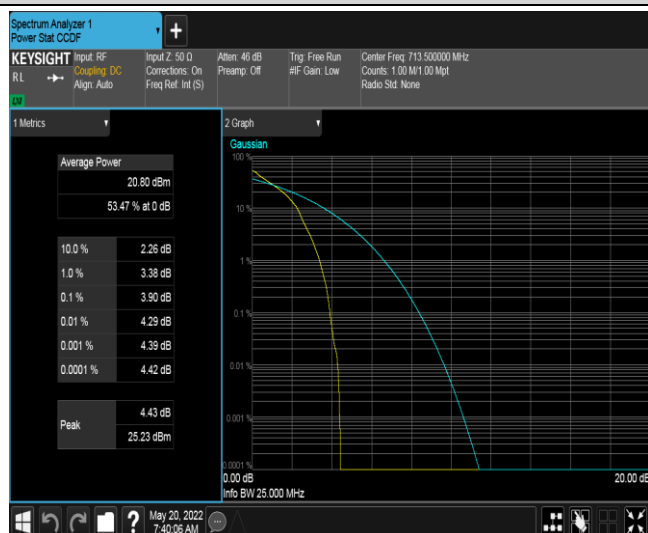 Spectrum Analyzer 1
Power Stat CCDF
+
KEYSIGHT
RL
LXI
Input: RF
Coupling: DC
Align: Auto
Input Z: 50 Ω
Corrections: On
Freq Ref: Int (S)
Atten: 46 dB
Preamp: Off
Trig: Free Run
#IF Gain: Low
Center Freq: 713.500000 MHz
Counts: 1.00 M/1.00 Mpt
Radio Std: None
1 Metrics
Average Power
20.80 dBm
53.47 % at 0 dB
10.0 % 2.26 dB
1.0 % 3.38 dB
0.1 % 3.90 dB
0.01 % 4.29 dB
0.001 % 4.39 dB
0.0001 % 4.42 dB
Peak
4.43 dB
25.23 dBm
2 Graph
Gaussian
100 %
10 %
1 %
0.1 %
0.01 %
0.001 %
0.0001 %
0.00 dB
20.00 dB
Info BW 25.000 MHz
?
May 20, 2022
7:40:06 AM